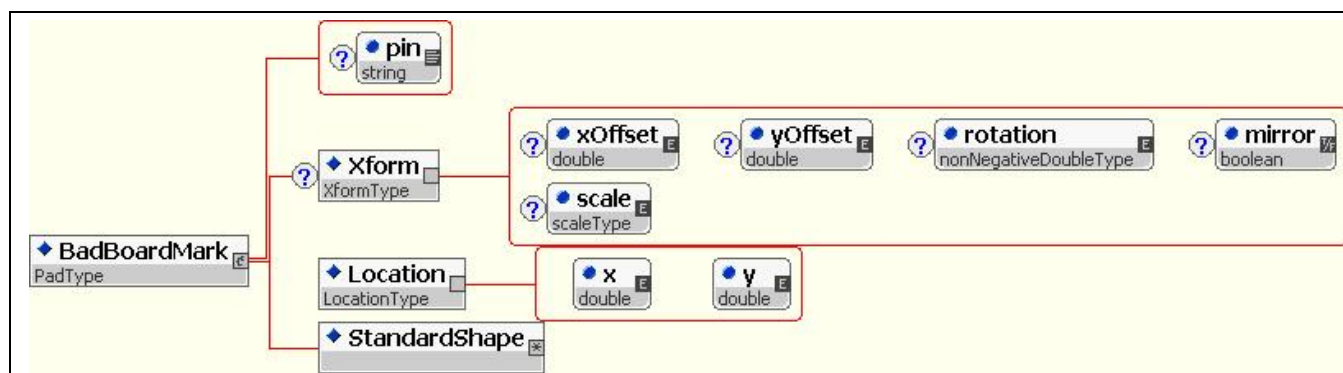 ? pin
string
? xOffset
double
? yOffset
double
? rotation
nonNegativeDoubleType
? mirror
boolean
? Xform
XformType
? scale
scaleType
BadBoardMark
PadType
Location
LocationType
x
double
y
double
StandardShape